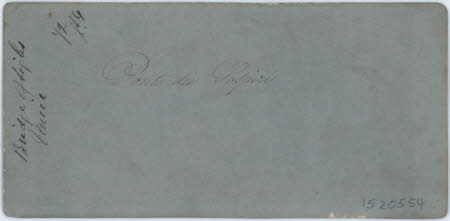 Bridge of Sighs
Venice
Ponte dei Sospiri
1520554